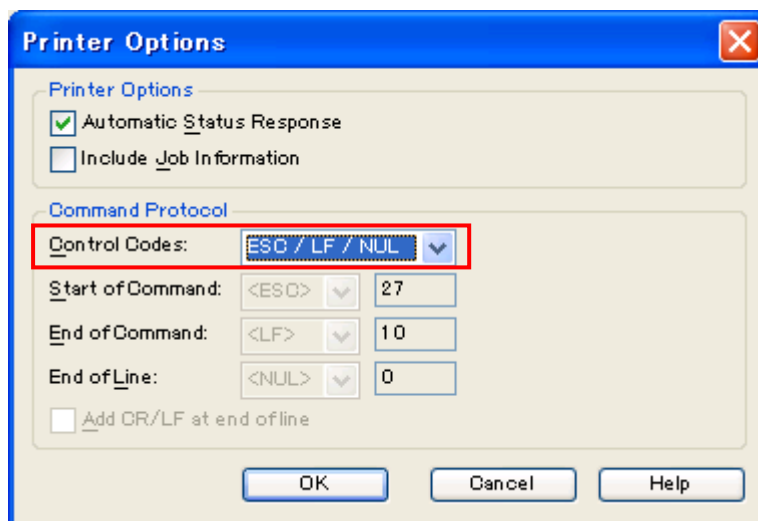 Printer Options
Printer Options
Automatic Status Response
Include Job Information
Command Protocol
Control Codes: ESC / LF / NUL
Start of Command: <ESC> 27
End of Command: <LF> 10
End of Line: <NUL> 0
Add CR/LF at end of line
OK Cancel Help